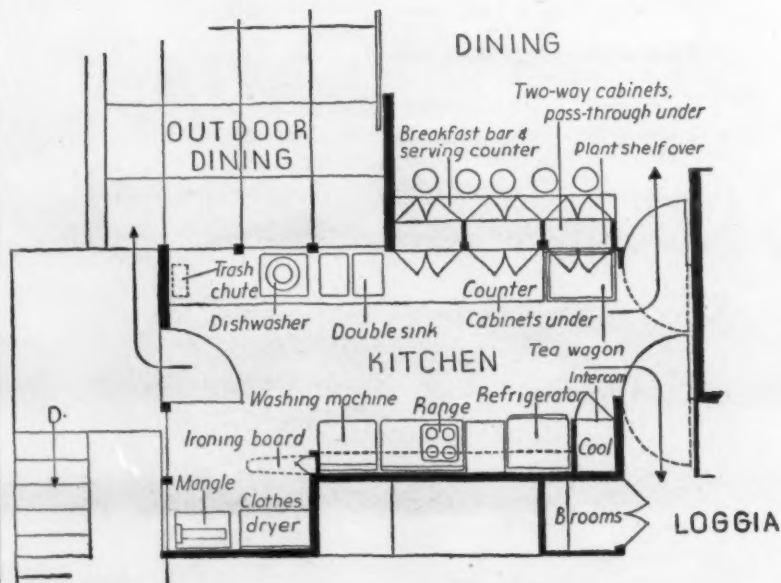 DINING
Two-way cabinets,
pass-through under
OUTDOOR
DINING
Breakfast bar &
serving counter
Plant shelf over
Trash
chute
Dishwasher
Double sink
Counter
Cabinets under
Tea wagon
KITCHEN
Intercom
Washing machine
Range
Refrigerator
Cool
D.
Ironing board
Mangle
Clothes
dryer
Brooms
LOGGIA